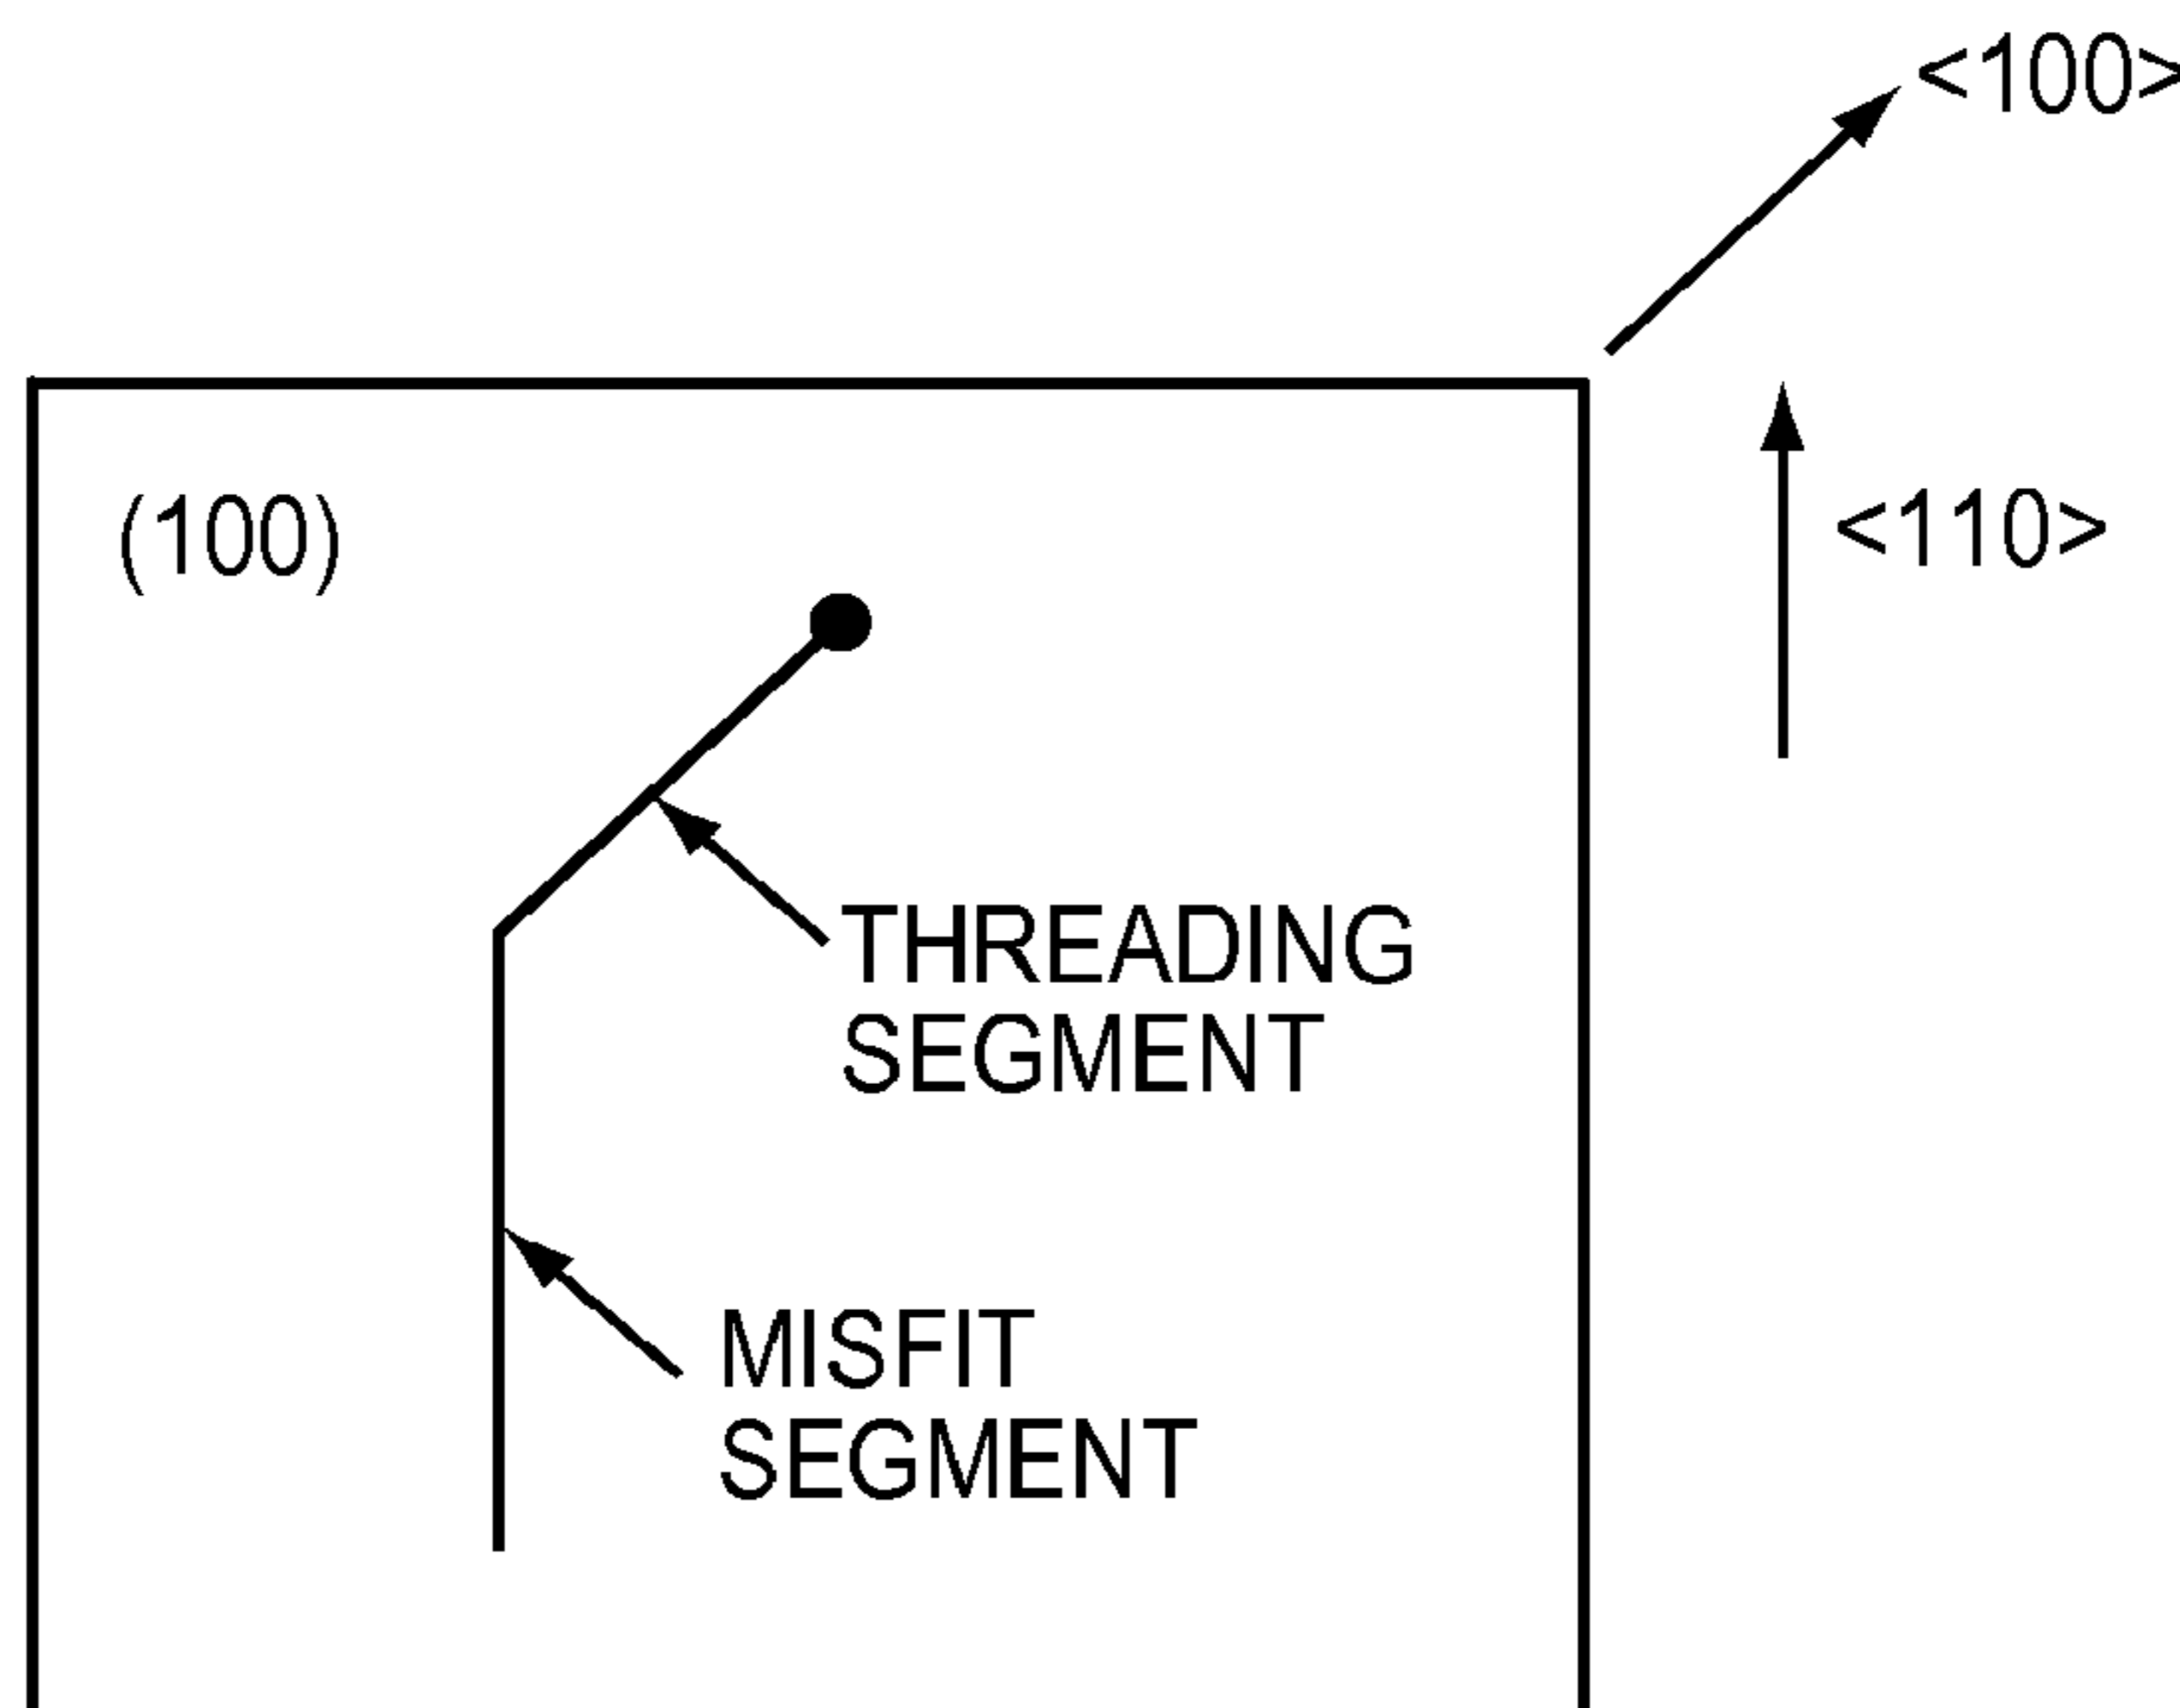 <100>
(100)
<110>
THREADING
SEGMENT
MISFIT
SEGMENT